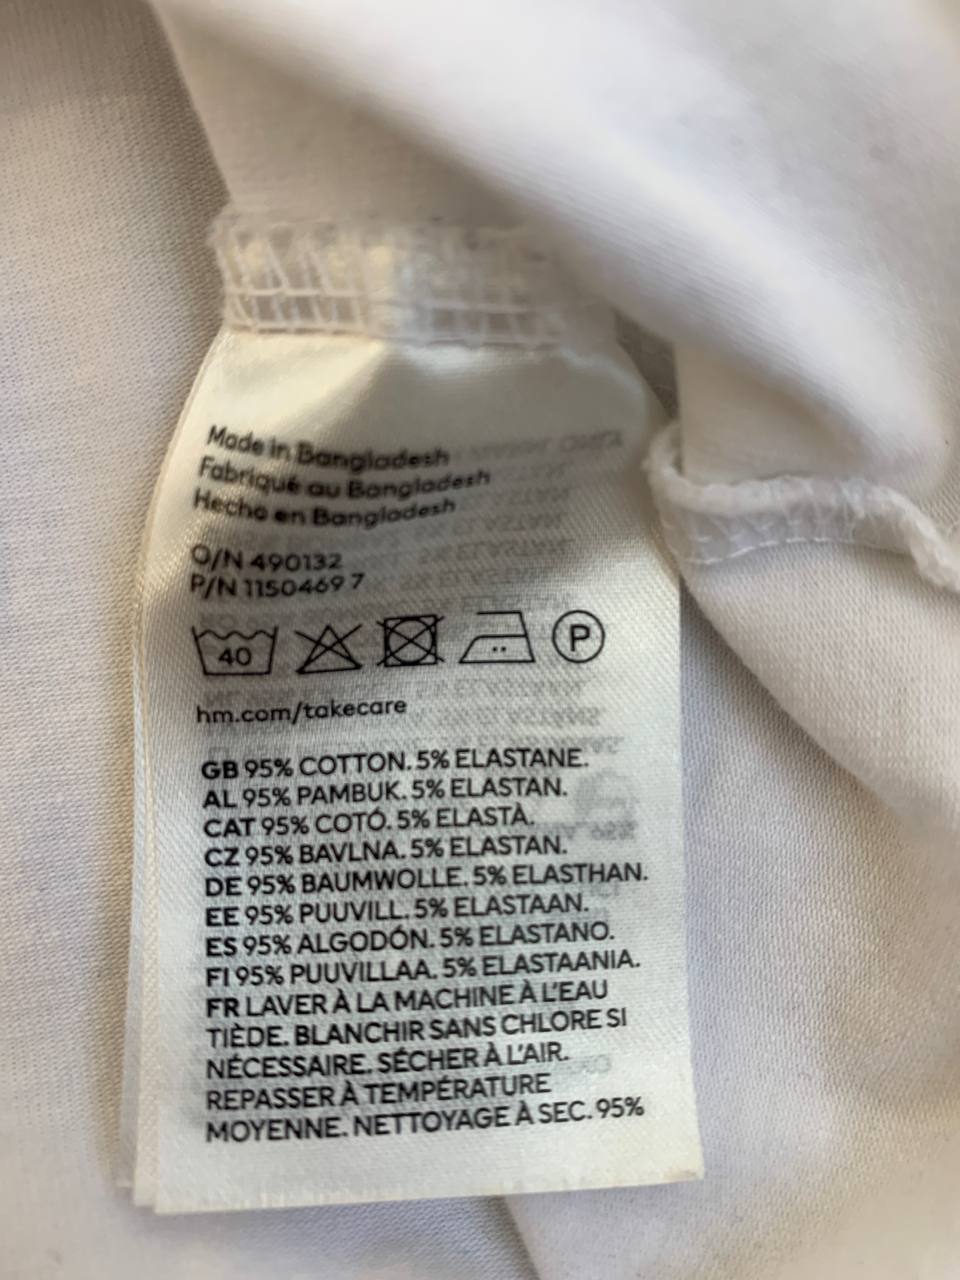 Made in Bangladesh
Fabriqué au Bangladesh
Hecho en Bangladesh
O/N 490132
P/N 1150469 7
40 P
hm.com/takecare
GB 95% COTTON. 5% ELASTANE.
AL 95% PAMBUK. 5% ELASTAN.
CAT 95% COTÓ. 5% ELASTÀ.
CZ 95% BAVLNA. 5% ELASTAN.
DE 95% BAUMWOLLE. 5% ELASTHAN.
EE 95% PUUVILL. 5% ELASTAAN.
ES 95% ALGODÓN. 5% ELASTANO.
FI 95% PUUVILLAA. 5% ELASTAANIA.
FR LAVER À LA MACHINE À L'EAU
TIÈDE. BLANCHIR SANS CHLORE SI
NÉCESSAIRE. SÉCHER À L'AIR.
REPASSER À TEMPÉRATURE
MOYENNE. NETTOYAGE À SEC. 95%